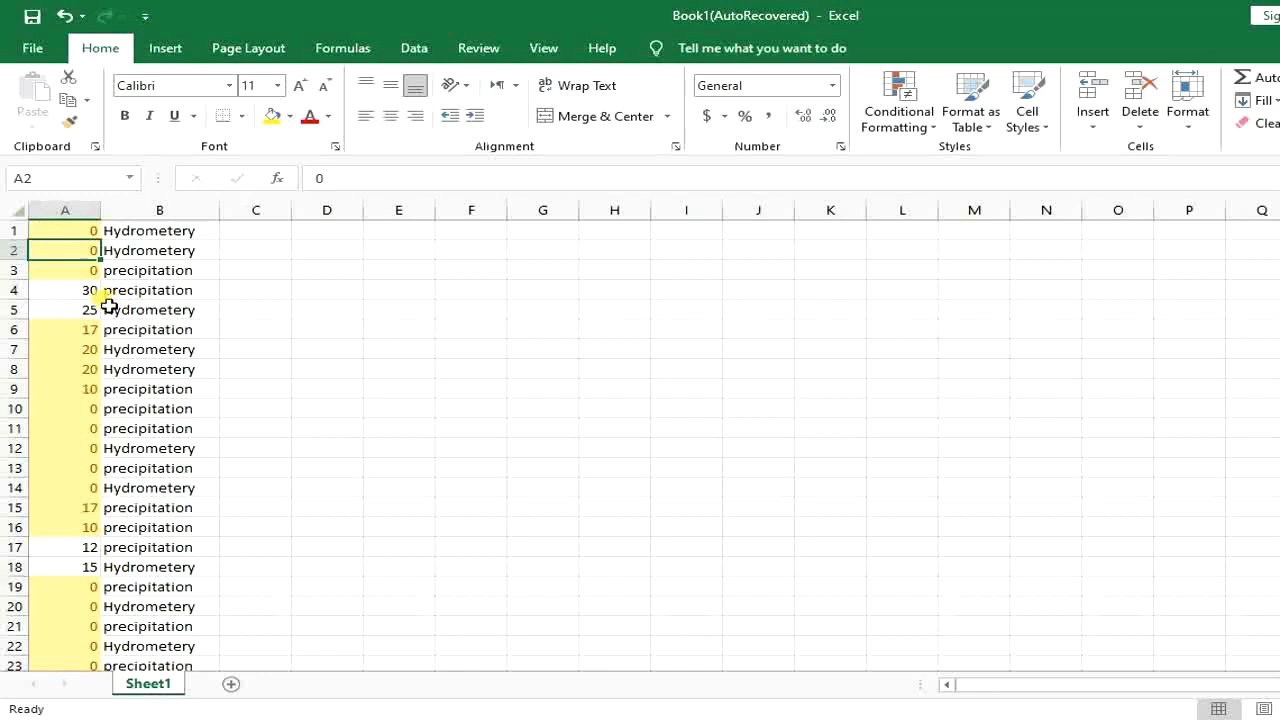 Book1(AutoRecovered) - Excel
File Home Insert Page Layout Formulas Data Review View Help Tell me what you want to do
Calibri 11 Wrap Text General
Paste B I U A Merge & Center $ % Conditional Formatting Format as Table Cell Styles Insert Delete Format Fill
Clipboard Font Alignment Number Styles Cells
A2 fx 0
A B C D E F G H I J K L M N O P Q
1 0 Hydrometery
2 0 Hydrometery
3 0 precipitation
4 30 precipitation
5 25 Hydrometery
6 17 precipitation
7 20 Hydrometery
8 20 Hydrometery
9 10 precipitation
10 0 precipitation
11 0 precipitation
12 0 Hydrometery
13 0 precipitation
14 0 Hydrometery
15 17 precipitation
16 10 precipitation
17 12 precipitation
18 15 Hydrometery
19 0 precipitation
20 0 Hydrometery
21 0 precipitation
22 0 Hydrometery
23 0 precipitation
Sheet1
Ready